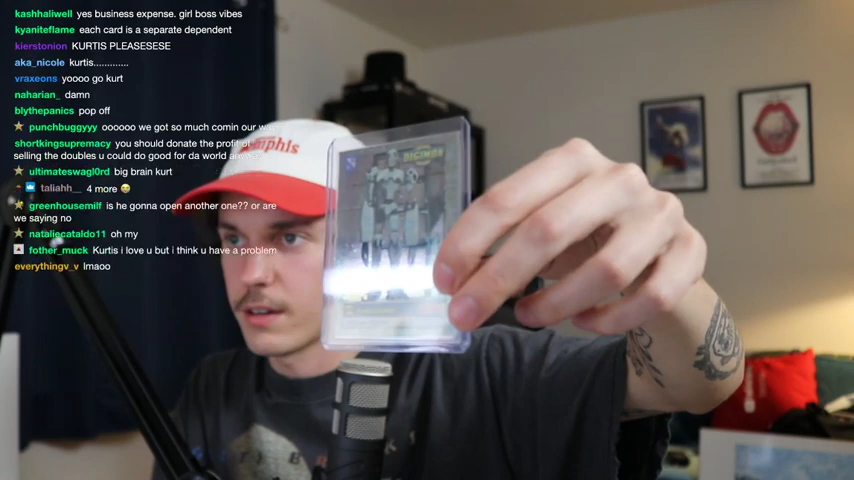 kashhaliwell yes business expense. girl boss vibes
kyaniteflame each card is a separate dependent
kierstonion KURTIS PLEASESESE
aka_nicole kurtis.............
vraxeons yoooo go kurt
naharian_ damn
blythepanics pop off
punchbuggyyy oooooo we got so much comin our
shortkingsupremacy you should donate the profit of
selling the doubles u could do good for da world
ultimateswagl0rd big brain kurt
taliahh__ 4 more 😂
greenhousemilf is he gonna open another one?? or are
we saying no
nataliecataldo11 oh my
fother_muck Kurtis i love u but i think u have a problem
everythingv_v lmaoo
DIGIMON